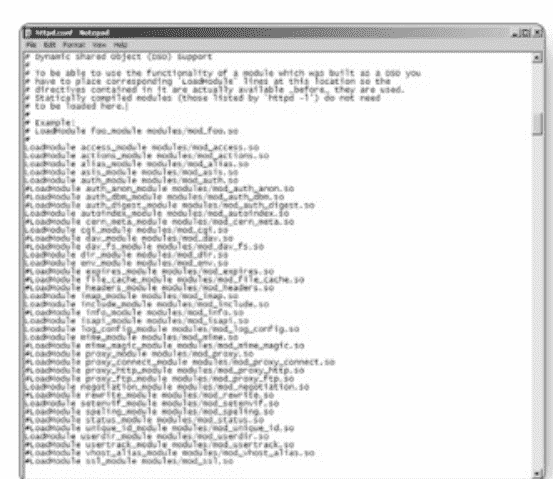 httpd.conf - Notepad
File Edit Format View Help
# Dynamic Shared Object (DSO) Support
#
# To be able to use the functionality of a module which was built as a DSO you
# have to place corresponding `LoadModule' lines at this location so the
# directives contained in it are actually available _before_ they are used.
# Statically compiled modules (those listed by `httpd -l') do not need
# to be loaded here.
#
# Example:
# LoadModule foo_module modules/mod_foo.so
#
LoadModule access_module modules/mod_access.so
LoadModule actions_module modules/mod_actions.so
LoadModule alias_module modules/mod_alias.so
LoadModule asis_module modules/mod_asis.so
LoadModule auth_module modules/mod_auth.so
#LoadModule auth_anon_module modules/mod_auth_anon.so
#LoadModule auth_dbm_module modules/mod_auth_dbm.so
#LoadModule auth_digest_module modules/mod_auth_digest.so
LoadModule autoindex_module modules/mod_autoindex.so
#LoadModule cern_meta_module modules/mod_cern_meta.so
LoadModule cgi_module modules/mod_cgi.so
#LoadModule dav_module modules/mod_dav.so
#LoadModule dav_fs_module modules/mod_dav_fs.so
LoadModule dir_module modules/mod_dir.so
LoadModule env_module modules/mod_env.so
#LoadModule expires_module modules/mod_expires.so
#LoadModule file_cache_module modules/mod_file_cache.so
#LoadModule headers_module modules/mod_headers.so
LoadModule imap_module modules/mod_imap.so
LoadModule include_module modules/mod_include.so
#LoadModule info_module modules/mod_info.so
LoadModule isapi_module modules/mod_isapi.so
LoadModule log_config_module modules/mod_log_config.so
LoadModule mime_module modules/mod_mime.so
#LoadModule mime_magic_module modules/mod_mime_magic.so
#LoadModule proxy_module modules/mod_proxy.so
#LoadModule proxy_connect_module modules/mod_proxy_connect.so
#LoadModule proxy_http_module modules/mod_proxy_http.so
#LoadModule proxy_ftp_module modules/mod_proxy_ftp.so
LoadModule negotiation_module modules/mod_negotiation.so
#LoadModule rewrite_module modules/mod_rewrite.so
LoadModule setenvif_module modules/mod_setenvif.so
#LoadModule speling_module modules/mod_speling.so
#LoadModule status_module modules/mod_status.so
#LoadModule unique_id_module modules/mod_unique_id.so
LoadModule userdir_module modules/mod_userdir.so
#LoadModule usertrack_module modules/mod_usertrack.so
#LoadModule vhost_alias_module modules/mod_vhost_alias.so
#LoadModule ssl_module modules/mod_ssl.so